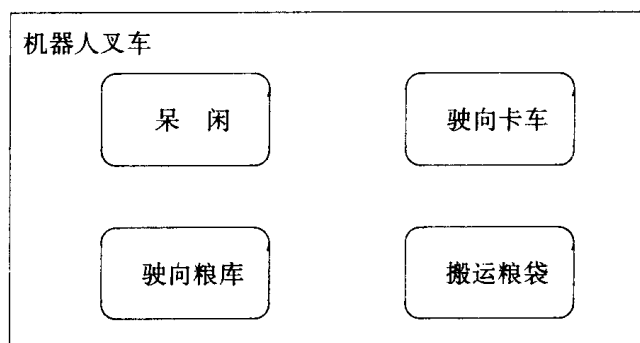 机器人叉车
呆 闲
驶向卡车
驶向粮库
搬运粮袋